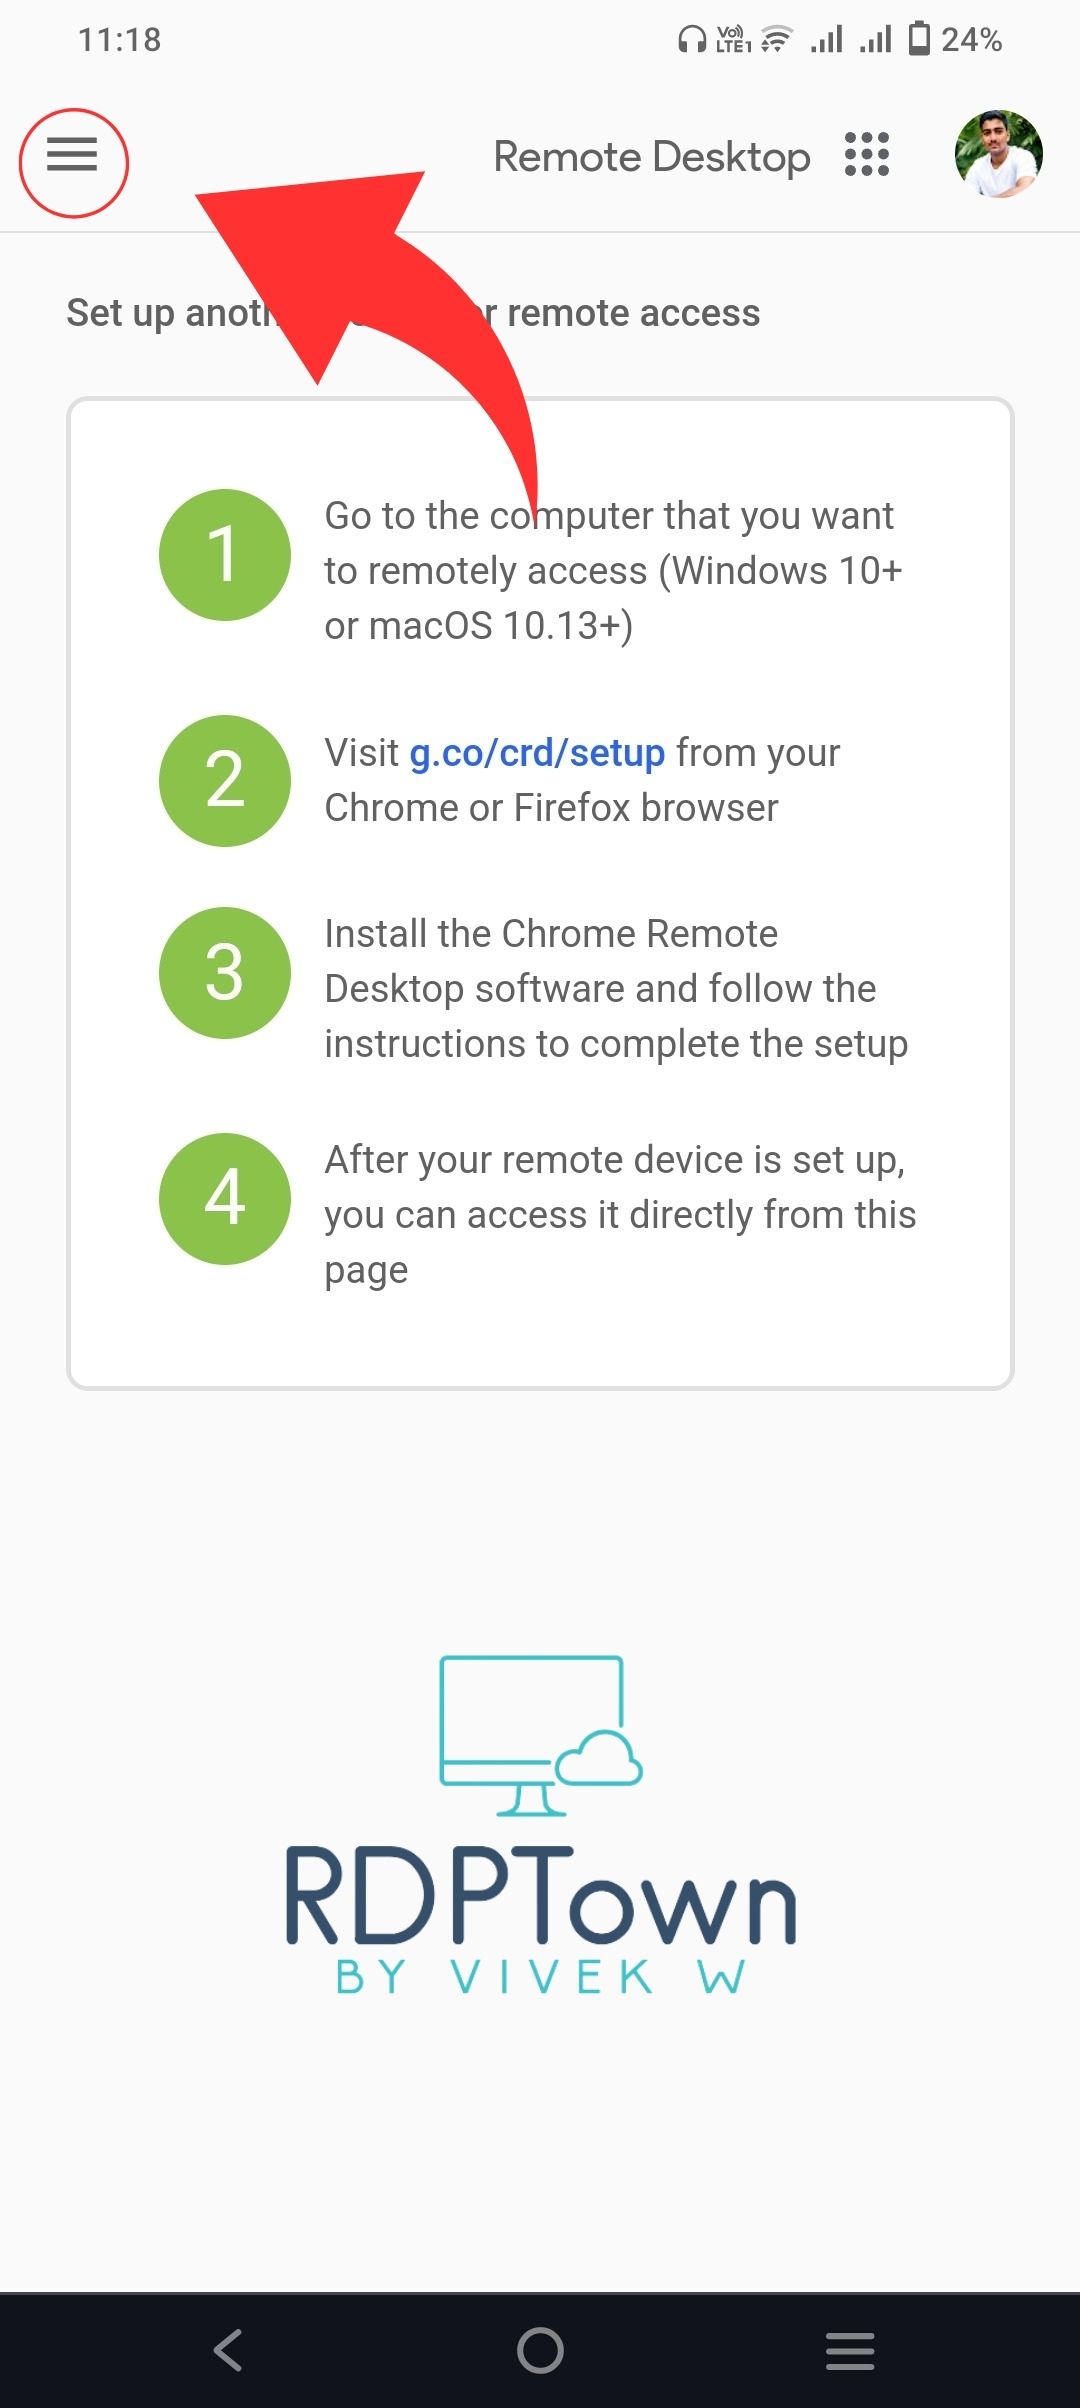 11:18
Vo)) LTE1 24%
Remote Desktop
Set up r remote access
1
Go to the computer that you want
to remotely access (Windows 10+
or macOS 10.13+)
2
Visit g.co/crd/setup from your
Chrome or Firefox browser
3
Install the Chrome Remote
Desktop software and follow the
instructions to complete the setup
4
After your remote device is set up,
you can access it directly from this
page
RDPTown
BY VIVEK W